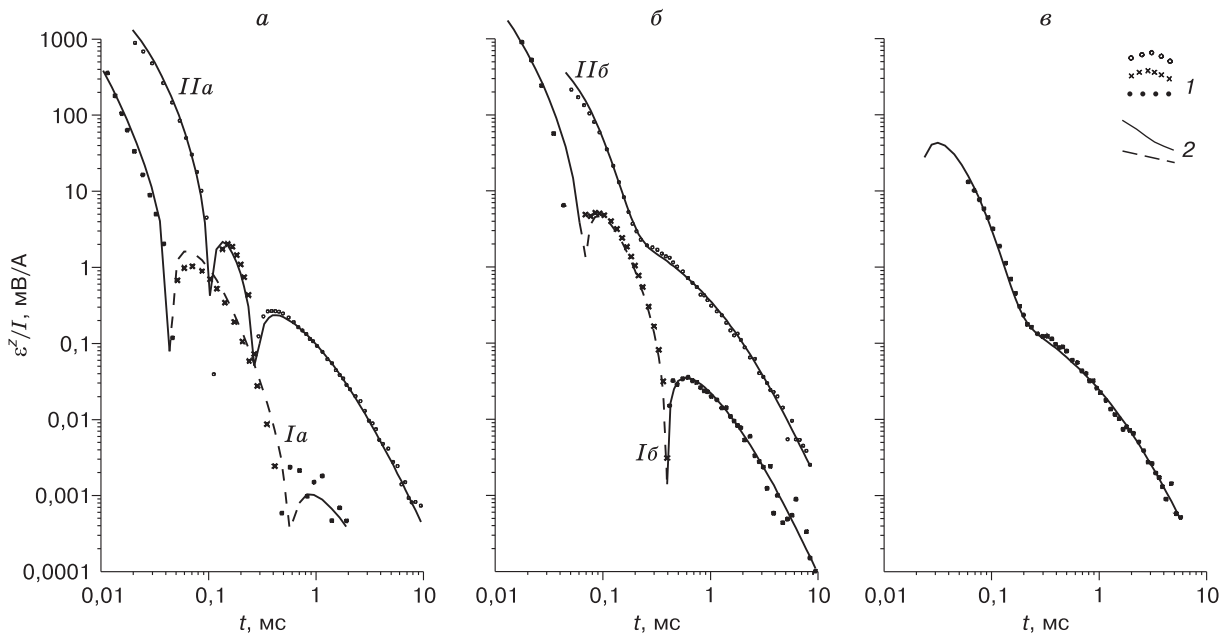 а
б
в
1000
100
10
1
0,1
0,01
0,001
0,0001
εᶻ/I, мВ/А
IIа
Iа
IIб
Iб
1
2
0,01 0,1 1 10
0,01 0,1 1 10
0,01 0,1 1 10
t, мс
t, мс
t, мс